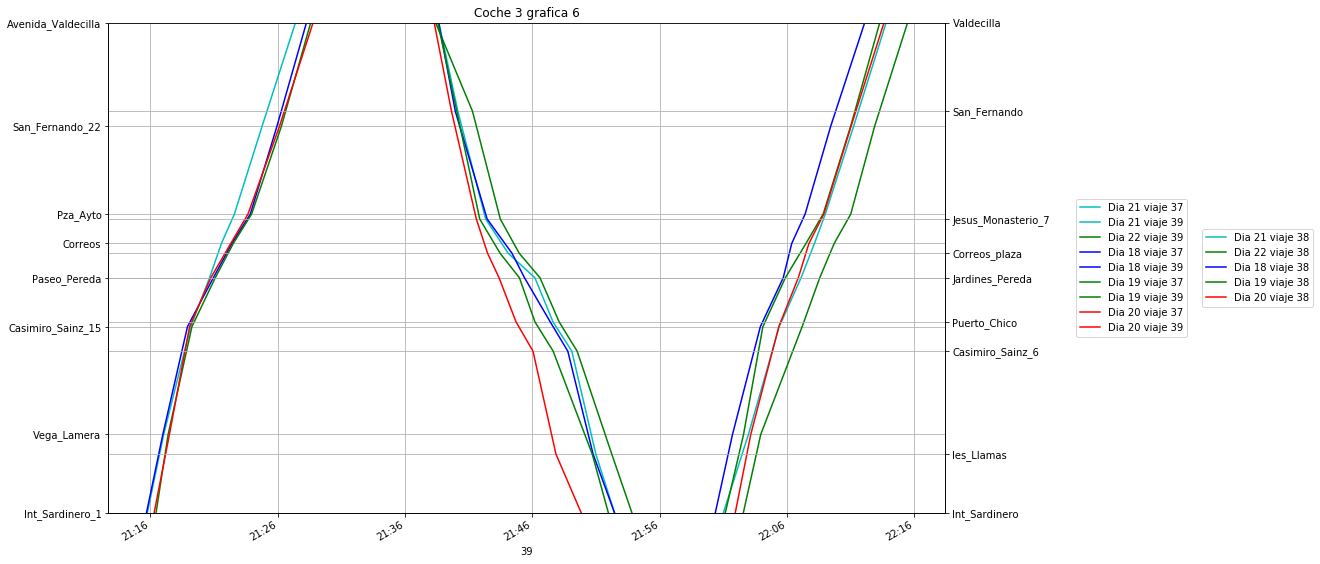 Coche 3 grafica 6
Avenida_Valdecilla
San_Fernando_22
Pza_Ayto
Correos
Paseo_Pereda
Casimiro_Sainz_15
Vega_Lamera
Int_Sardinero_1
Valdecilla
San_Fernando
Jesus_Monasterio_7
Correos_plaza
Jardines_Pereda
Puerto_Chico
Casimiro_Sainz_6
Ies_Llamas
Int_Sardinero
21:16
21:26
21:36
21:46
21:56
22:06
22:16
39
Dia 21 viaje 37
Dia 21 viaje 39
Dia 22 viaje 39
Dia 18 viaje 37
Dia 18 viaje 39
Dia 19 viaje 37
Dia 19 viaje 39
Dia 20 viaje 37
Dia 20 viaje 39
Dia 21 viaje 38
Dia 22 viaje 38
Dia 18 viaje 38
Dia 19 viaje 38
Dia 20 viaje 38